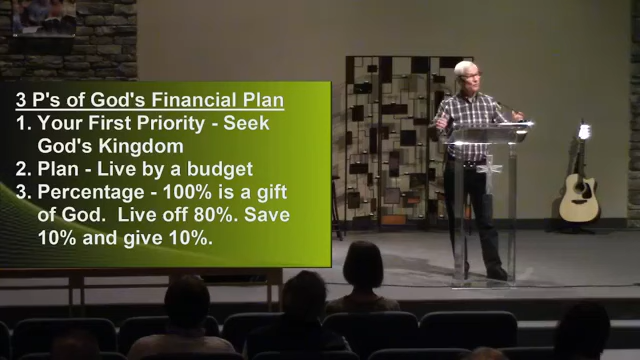 3 P's of God's Financial Plan
1. Your First Priority - Seek
God's Kingdom
2. Plan - Live by a budget
3. Percentage - 100% is a gift
of God.  Live off 80%. Save
10% and give 10%.